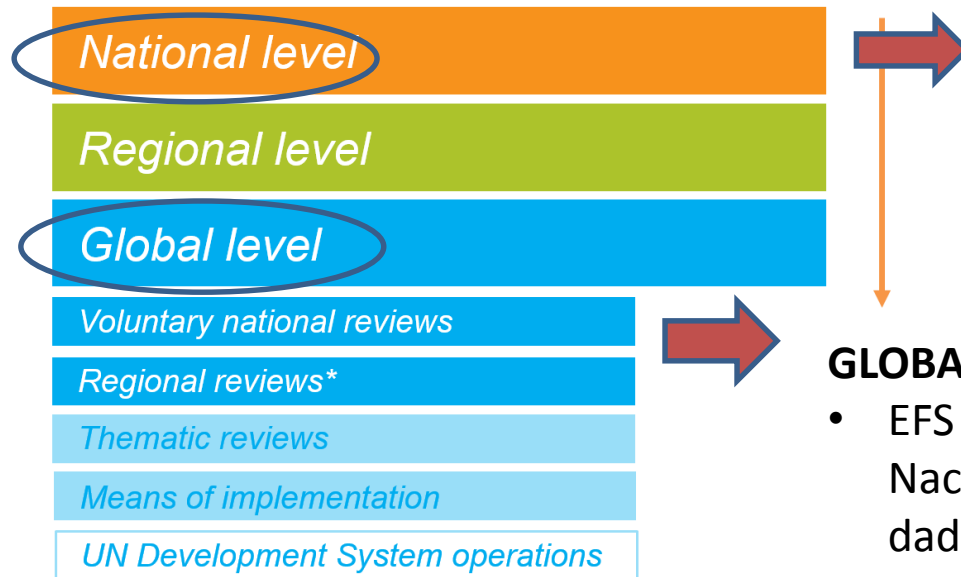 National level
Regional level
Global level
Voluntary national reviews
Regional reviews*
Thematic reviews
Means of implementation
UN Development System operations
GLOBA
• EFS
Nac
dad